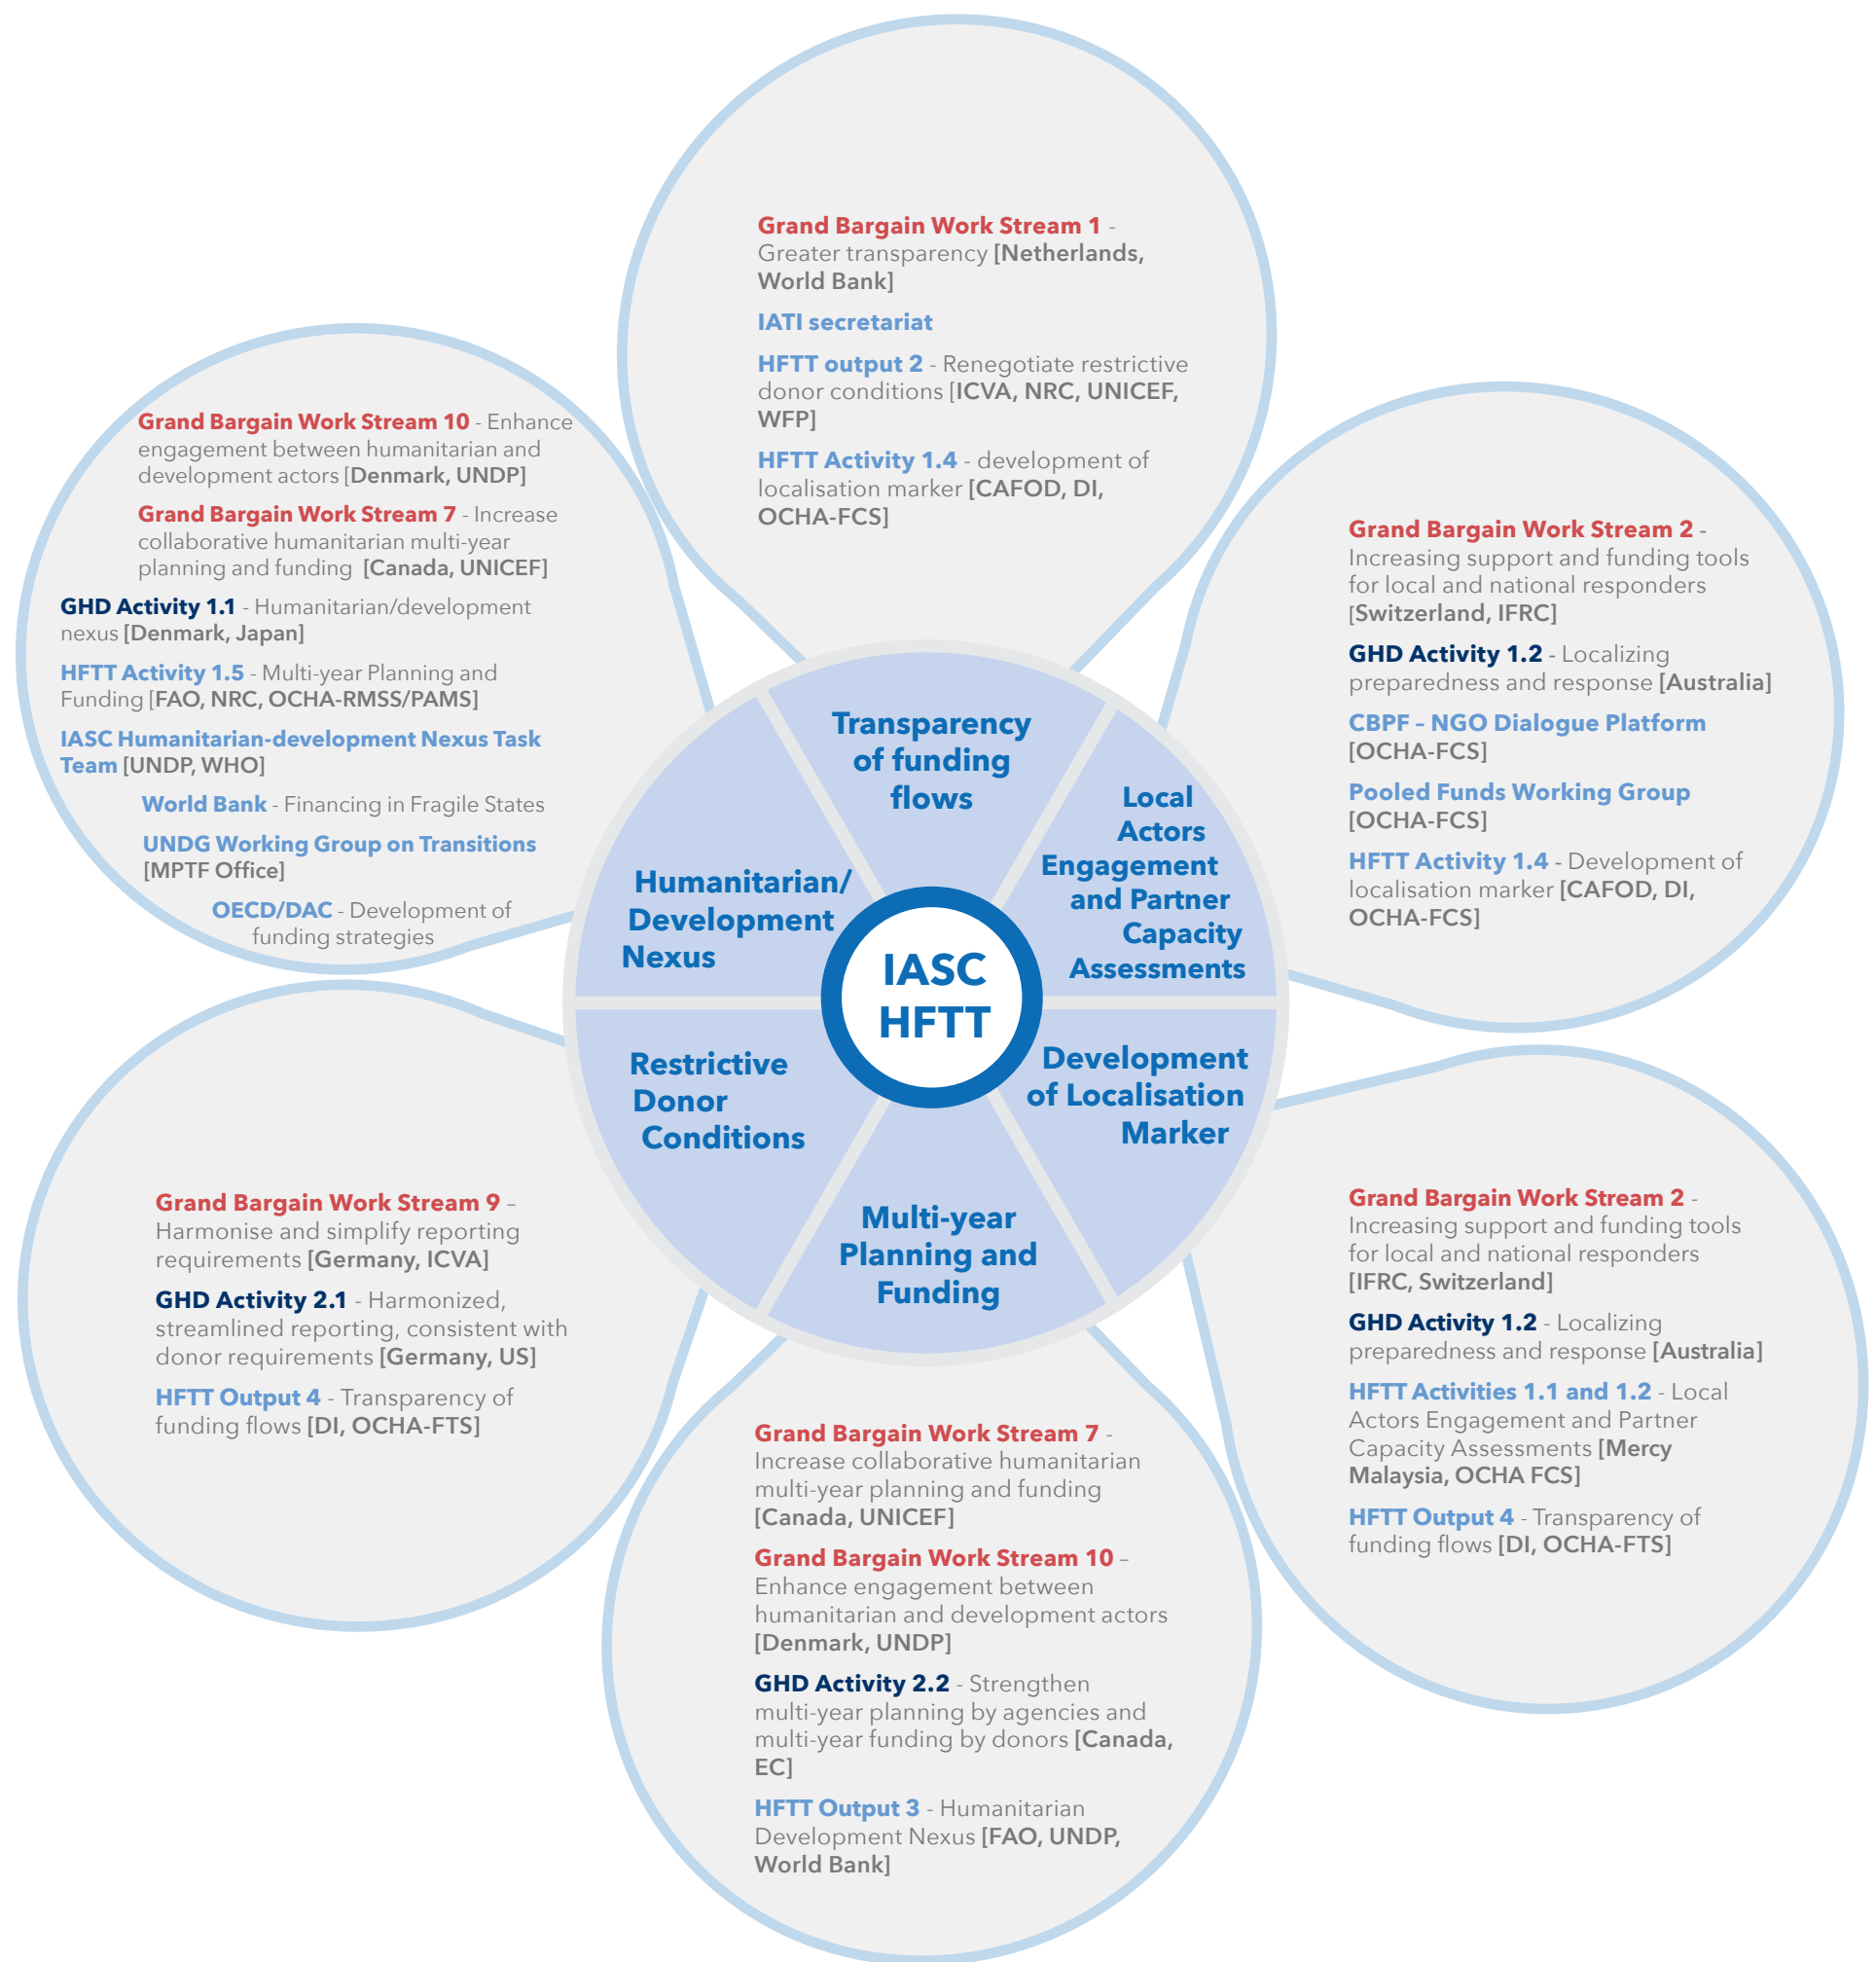 Grand Bargain Work Stream 1 -
Greater transparency [Netherlands,
World Bank]
IATI secretariat
HFTT output 2 - Renegotiate restrictive
donor conditions [ICVA, NRC, UNICEF,
WFP]
HFTT Activity 1.4 - development of
localisation marker [CAFOD, DI,
OCHA-FCS]
Grand Bargain Work Stream 10 - Enhance
engagement between humanitarian and
development actors [Denmark, UNDP]
Grand Bargain Work Stream 7 - Increase
collaborative humanitarian multi-year
planning and funding [Canada, UNICEF]
GHD Activity 1.1 - Humanitarian/development
nexus [Denmark, Japan]
HFTT Activity 1.5 - Multi-year Planning and
Funding [FAO, NRC, OCHA-RMSS/PAMS]
IASC Humanitarian-development Nexus Task
Team [UNDP, WHO]
World Bank - Financing in Fragile States
UNDG Working Group on Transitions
[MPTF Office]
OECD/DAC - Development of
funding strategies
Grand Bargain Work Stream 2 -
Increasing support and funding tools
for local and national responders
[Switzerland, IFRC]
GHD Activity 1.2 - Localizing
preparedness and response [Australia]
CBPF – NGO Dialogue Platform
[OCHA-FCS]
Pooled Funds Working Group
[OCHA-FCS]
HFTT Activity 1.4 - Development of
localisation marker [CAFOD, DI,
OCHA-FCS]
Transparency
of funding
flows
Local
Actors
Engagement
and Partner
Capacity
Assessments
Humanitarian/
Development
Nexus
IASC
HFTT
Restrictive
Donor
Conditions
Development
of Localisation
Marker
Multi-year
Planning and
Funding
Grand Bargain Work Stream 9 –
Harmonise and simplify reporting
requirements [Germany, ICVA]
GHD Activity 2.1 - Harmonized,
streamlined reporting, consistent with
donor requirements [Germany, US]
HFTT Output 4 - Transparency of
funding flows [DI, OCHA-FTS]
Grand Bargain Work Stream 2 -
Increasing support and funding tools
for local and national responders
[IFRC, Switzerland]
GHD Activity 1.2 - Localizing
preparedness and response [Australia]
HFTT Activities 1.1 and 1.2 - Local
Actors Engagement and Partner
Capacity Assessments [Mercy
Malaysia, OCHA FCS]
HFTT Output 4 - Transparency of
funding flows [DI, OCHA-FTS]
Grand Bargain Work Stream 7 -
Increase collaborative humanitarian
multi-year planning and funding
[Canada, UNICEF]
Grand Bargain Work Stream 10 –
Enhance engagement between
humanitarian and development actors
[Denmark, UNDP]
GHD Activity 2.2 - Strengthen
multi-year planning by agencies and
multi-year funding by donors [Canada,
EC]
HFTT Output 3 - Humanitarian
Development Nexus [FAO, UNDP,
World Bank]